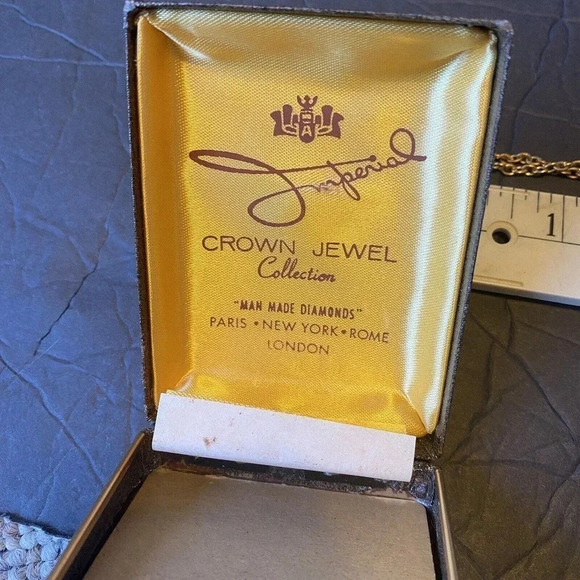 A
Imperial
CROWN JEWEL
Collection
"MAN MADE DIAMONDS"
PARIS • NEW YORK • ROME
LONDON
1